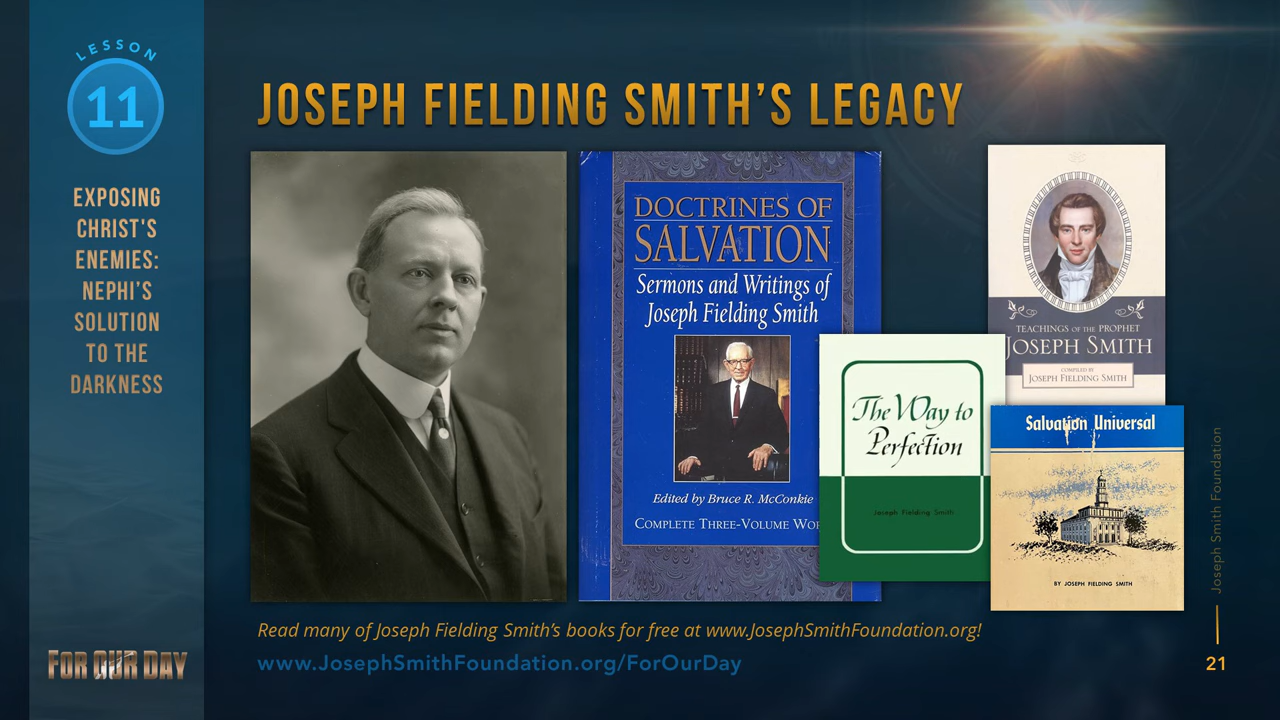 LESSON
11
EXPOSING
CHRIST'S
ENEMIES:
NEPHI'S
SOLUTION
TO THE
DARKNESS
FOR OUR DAY
JOSEPH FIELDING SMITH'S LEGACY
DOCTRINES OF
SALVATION
Sermons and Writings of
Joseph Fielding Smith
Edited by Bruce R. McConkie
COMPLETE THREE-VOLUME WO
The Way to
Perfection
Joseph Fielding Smith
TEACHINGS OF THE PROPHET
JOSEPH SMITH
COMPILED BY
JOSEPH FIELDING SMITH
Salvation Universal
BY JOSEPH FIELDING SMITH
Read many of Joseph Fielding Smith's books for free at www.JosephSmithFoundation.org!
www.JosephSmithFoundation.org/ForOurDay
Joseph Smith Foundation
21